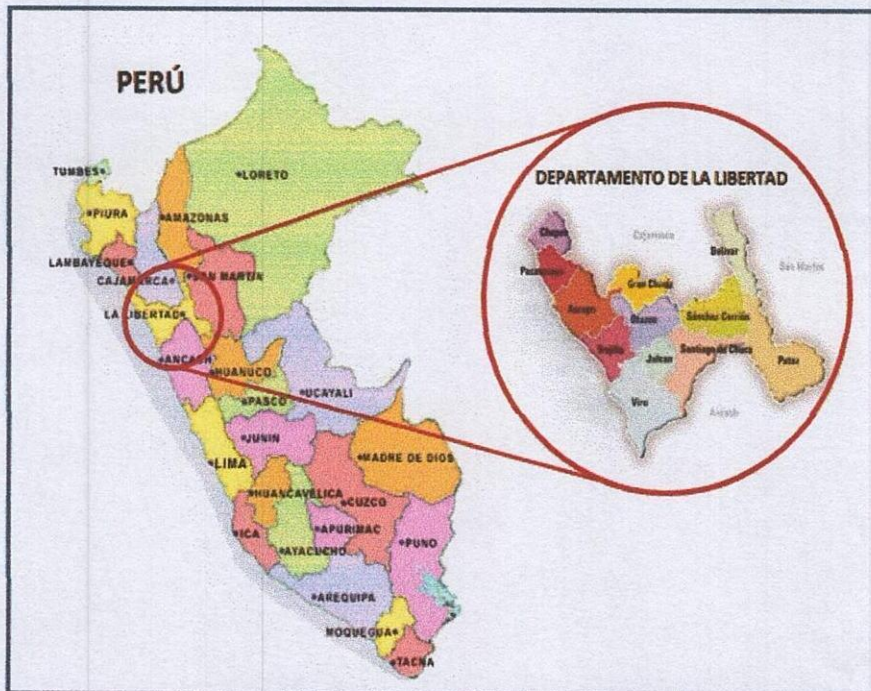 PERÚ
TUMBES
LORETO
PIURA
AMAZONAS
LAMBAYEQUE
CAJAMARCA
SAN MARTIN
LA LIBERTAD
ANCASH
HUANUCO
UCAYALI
PASCO
JUNIN
LIMA
MADRE DE DIOS
HUANCAVELICA
CUZCO
ICA
APURIMAC
AYACUCHO
PUNO
AREQUIPA
MOQUEGUA
TACNA
DEPARTAMENTO DE LA LIBERTAD
Chepen
Cajamarca
Bolivar
San Martin
Pacasmayo
Gran Chimú
Ascope
Otuzco
Sánchez Carrión
Trujillo
Julcan
Santiago de Chuco
Pataz
Viru
Ancash